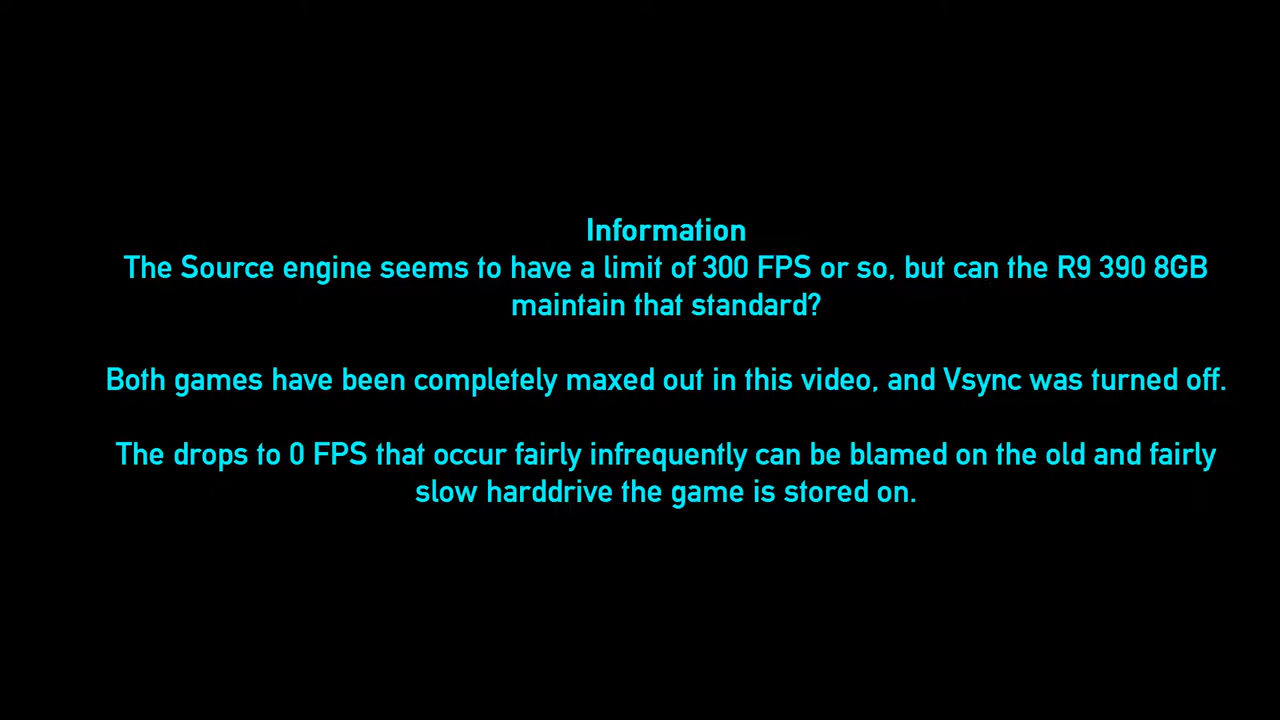 Information
The Source engine seems to have a limit of 300 FPS or so, but can the R9 390 8GB
maintain that standard?
Both games have been completely maxed out in this video, and Vsync was turned off.
The drops to 0 FPS that occur fairly infrequently can be blamed on the old and fairly
slow harddrive the game is stored on.